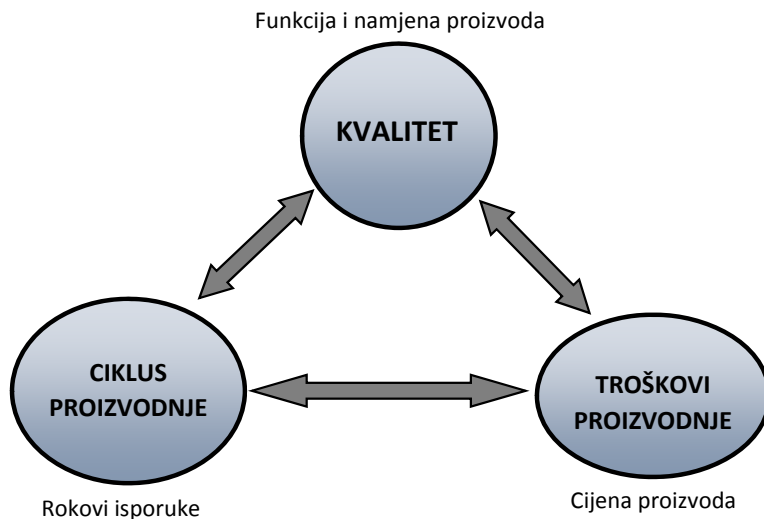 Funkcija i namjena proizvoda
KVALITET
CIKLUS
PROIZVODNJE
TROŠKOVI
PROIZVODNJE
Rokovi isporuke
Cijena proizvoda